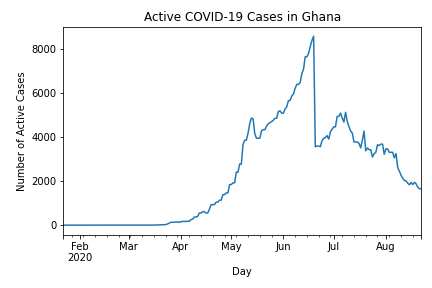 Active COVID-19 Cases in Ghana
Number of Active Cases
8000
6000
4000
2000
0
Feb Mar Apr May Jun Jul Aug
2020
Day